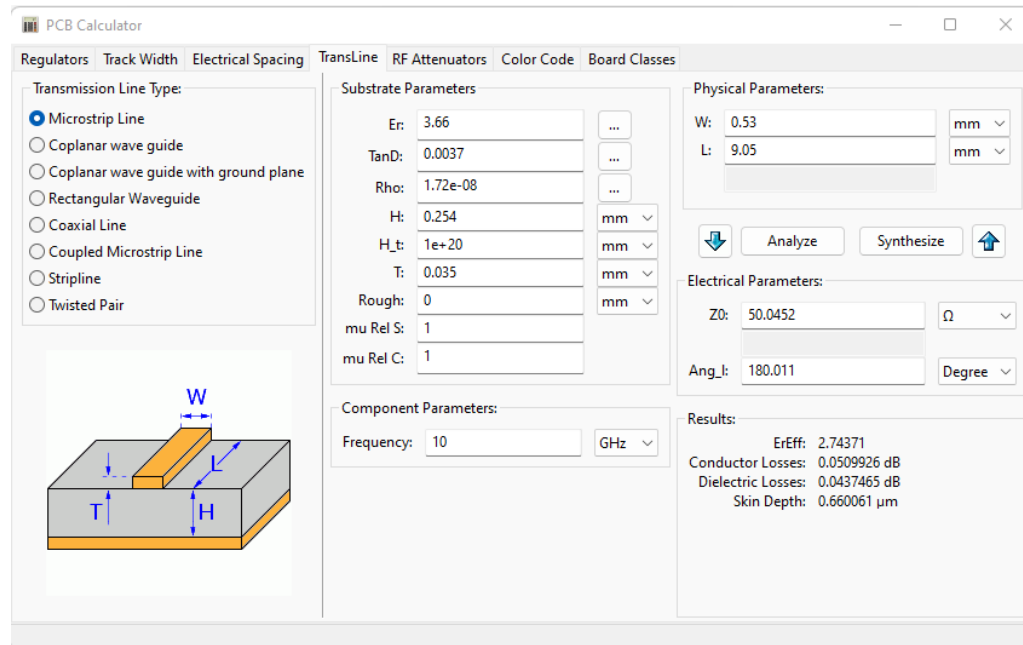 PCB Calculator
Regulators Track Width Electrical Spacing TransLine RF Attenuators Color Code Board Classes
Transmission Line Type:
Microstrip Line
Coplanar wave guide
Coplanar wave guide with ground plane
Rectangular Waveguide
Coaxial Line
Coupled Microstrip Line
Stripline
Twisted Pair
W
L
T
H
Substrate Parameters
Er: 3.66 ...
TanD: 0.0037 ...
Rho: 1.72e-08 ...
H: 0.254 mm
H_t: 1e+20 mm
T: 0.035 mm
Rough: 0 mm
mu Rel S: 1
mu Rel C: 1
Component Parameters:
Frequency: 10 GHz
Physical Parameters:
W: 0.53 mm
L: 9.05 mm
Analyze Synthesize
Electrical Parameters:
Z0: 50.0452 Ω
Ang_l: 180.011 Degree
Results:
ErEff: 2.74371
Conductor Losses: 0.0509926 dB
Dielectric Losses: 0.0437465 dB
Skin Depth: 0.660061 µm